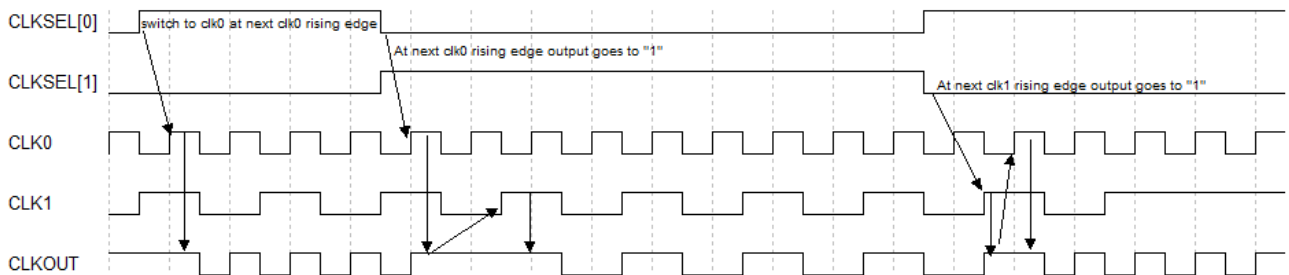 CLKSEL[0]
switch to clk0 at next clk0 rising edge
At next clk0 rising edge output goes to "1"
CLKSEL[1]
At next clk1 rising edge output goes to "1"
CLK0
CLK1
CLKOUT